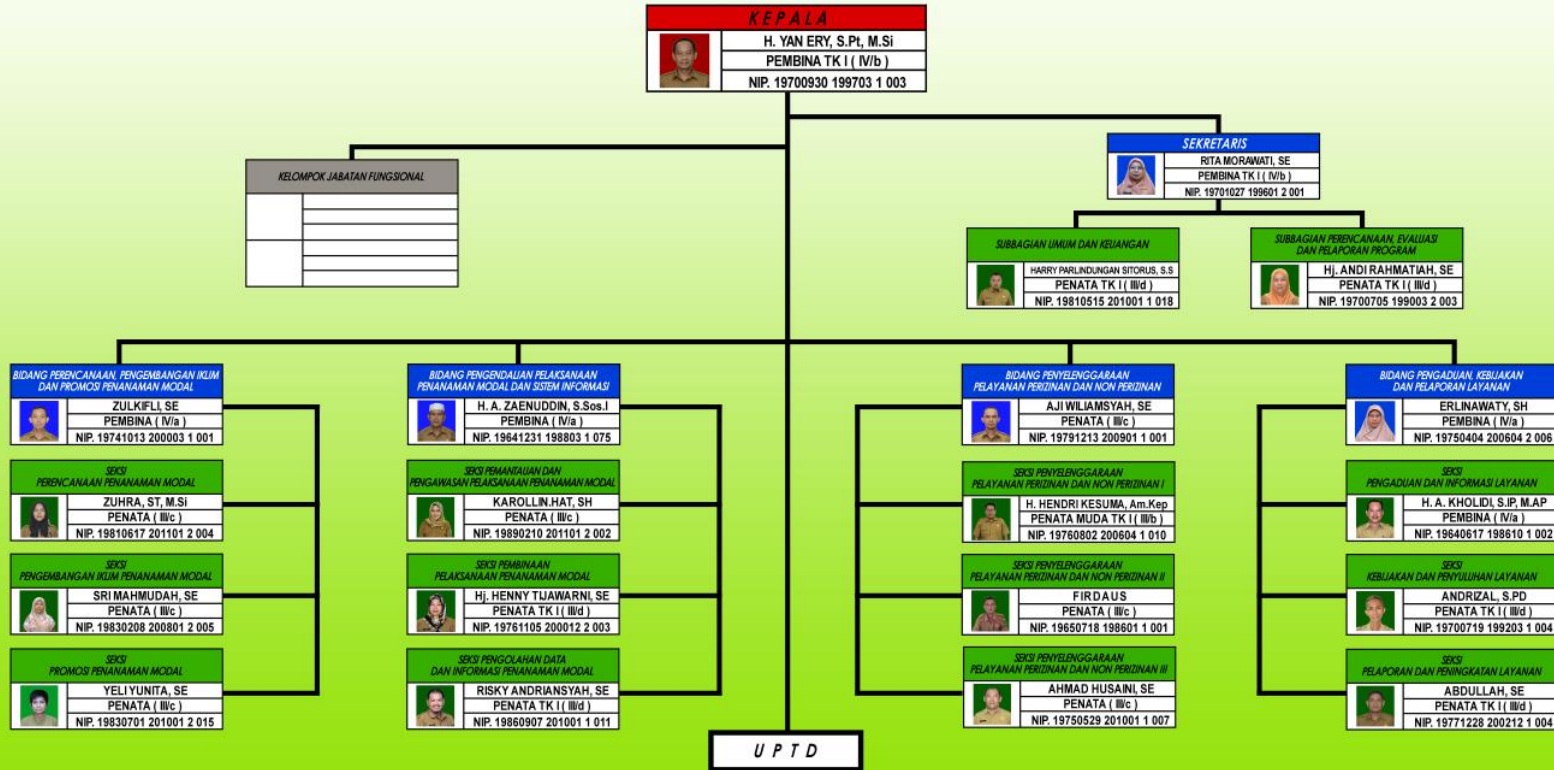 KEPALA
H. YAN ERY, S.Pt, M.Si
PEMBINA TK I ( IV/b )
NIP. 19700930 199703 1 003
KELOMPOK JABATAN FUNGSIONAL
SEKRETARIS
RITA MORAWATI, SE
PEMBINA TK I ( IV/b )
NIP. 19701027 199601 2 001
SUBBAGIAN UMUM DAN KEUANGAN
HARRY PARLINDUNGAN SITORUS, S.S
PENATA TK I ( III/d )
NIP. 19810515 201001 1 018
SUBBAGIAN PERENCANAAN, EVALUASI
DAN PELAPORAN PROGRAM
Hj. ANDI RAHMATIAH, SE
PENATA TK I ( III/d )
NIP. 19700705 199003 2 003
BIDANG PERENCANAAN, PENGEMBANGAN IKLIM
DAN PROMOSI PENANAMAN MODAL
ZULKIFLI, SE
PEMBINA ( IV/a )
NIP. 19741013 200003 1 001
SEKSI
PERENCANAAN PENANAMAN MODAL
ZUHRA, ST, M.Si
PENATA ( III/c )
NIP. 19810617 201101 2 004
SEKSI
PENGEMBANGAN IKLIM PENANAMAN MODAL
SRI MAHMUDAH, SE
PENATA ( III/c )
NIP. 19830208 200801 2 005
SEKSI
PROMOSI PENANAMAN MODAL
YELI YUNITA, SE
PENATA ( III/c )
NIP. 19830701 201001 2 015
BIDANG PENGENDALIAN PELAKSANAAN
PENANAMAN MODAL DAN SISTEM INFORMASI
H. A. ZAENUDDIN, S.Sos.I
PEMBINA ( IV/a )
NIP. 19641231 198803 1 075
SEKSI PEMANTAUAN DAN
PENGAWASAN PELAKSANAAN PENANAMAN MODAL
KAROLLIN.HAT, SH
PENATA ( III/c )
NIP. 19890210 201101 2 002
SEKSI PEMBINAAN
PELAKSANAAN PENANAMAN MODAL
Hj. HENNY TIJAWARNI, SE
PENATA TK I ( III/d )
NIP. 19761105 200012 2 003
SEKSI PENGOLAHAN DATA
DAN INFORMASI PENANAMAN MODAL
RISKY ANDRIANSYAH, SE
PENATA TK I ( III/d )
NIP. 19860907 201001 1 011
BIDANG PENYELENGGARAAN
PELAYANAN PERIZINAN DAN NON PERIZINAN
AJI WILIAMSYAH, SE
PENATA ( III/c )
NIP. 19791213 200901 1 001
SEKSI PENYELENGGARAAN
PELAYANAN PERIZINAN DAN NON PERIZINAN I
H. HENDRI KESUMA, Am.Kep
PENATA MUDA TK I ( III/b )
NIP. 19760802 200604 1 010
SEKSI PENYELENGGARAAN
PELAYANAN PERIZINAN DAN NON PERIZINAN II
FIRDAUS
PENATA ( III/c )
NIP. 19650718 198601 1 001
SEKSI PENYELENGGARAAN
PELAYANAN PERIZINAN DAN NON PERIZINAN III
AHMAD HUSAINI, SE
PENATA ( III/c )
NIP. 19750529 201001 1 007
BIDANG PENGADUAN, KEBIJAKAN
DAN PELAPORAN LAYANAN
ERLINAWATY, SH
PEMBINA ( IV/a )
NIP. 19750404 200604 2 006
SEKSI
PENGADUAN DAN INFORMASI LAYANAN
H. A. KHOLIDI, S.IP, M.AP
PEMBINA ( IV/a )
NIP. 19640617 198610 1 002
SEKSI
KEBIJAKAN DAN PENYULUHAN LAYANAN
ANDRIZAL, S.PD
PENATA TK I ( III/d )
NIP. 19700719 199203 1 004
SEKSI
PELAPORAN DAN PENINGKATAN LAYANAN
ABDULLAH, SE
PENATA TK I ( III/d )
NIP. 19771228 200212 1 004
UPTD